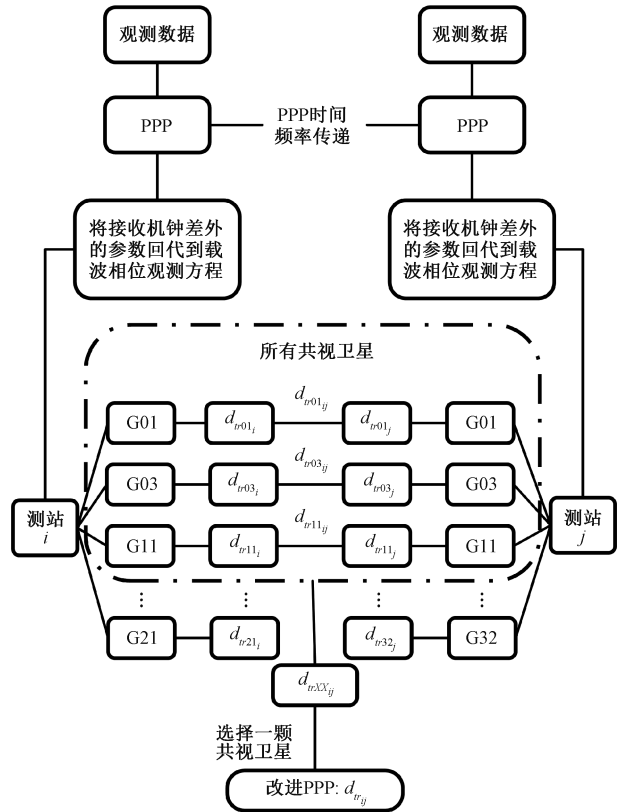 观测数据
观测数据
PPP
PPP时间
频率传递
PPP
将接收机钟差外
的参数回代到载
波相位观测方程
将接收机钟差外
的参数回代到载
波相位观测方程
所有共视卫星
G01
d_{tr01_i}
d_{tr01_{ij}}
d_{tr01_j}
G01
G03
d_{tr03_i}
d_{tr03_{ij}}
d_{tr03_j}
G03
测站
i
测站
j
G11
d_{tr11_i}
d_{tr11_{ij}}
d_{tr11_j}
G11
⋮
⋮
⋮
⋮
G21
d_{tr21_i}
d_{tr32_j}
G32
d_{trXX_{ij}}
选择一颗
共视卫星
改进PPP: d_{tr_{ij}}